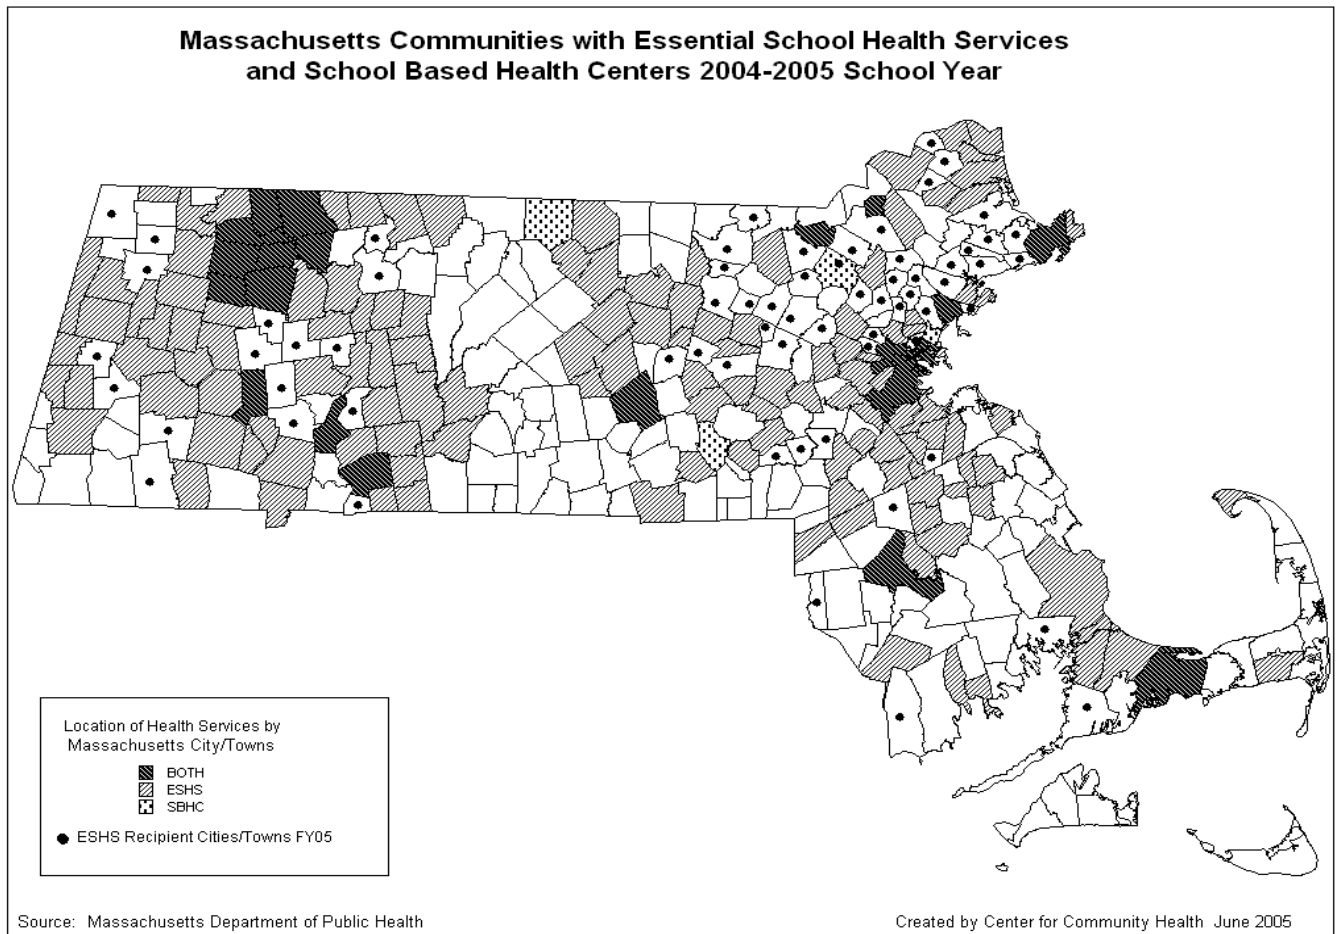 Massachusetts Communities with Essential School Health Services
and School Based Health Centers 2004-2005 School Year
Location of Health Services by
Massachusetts City/Towns
BOTH
ESHS
SBHC
ESHS Recipient Cities/Towns FY05
Source: Massachusetts Department of Public Health
Created by Center for Community Health June 2005